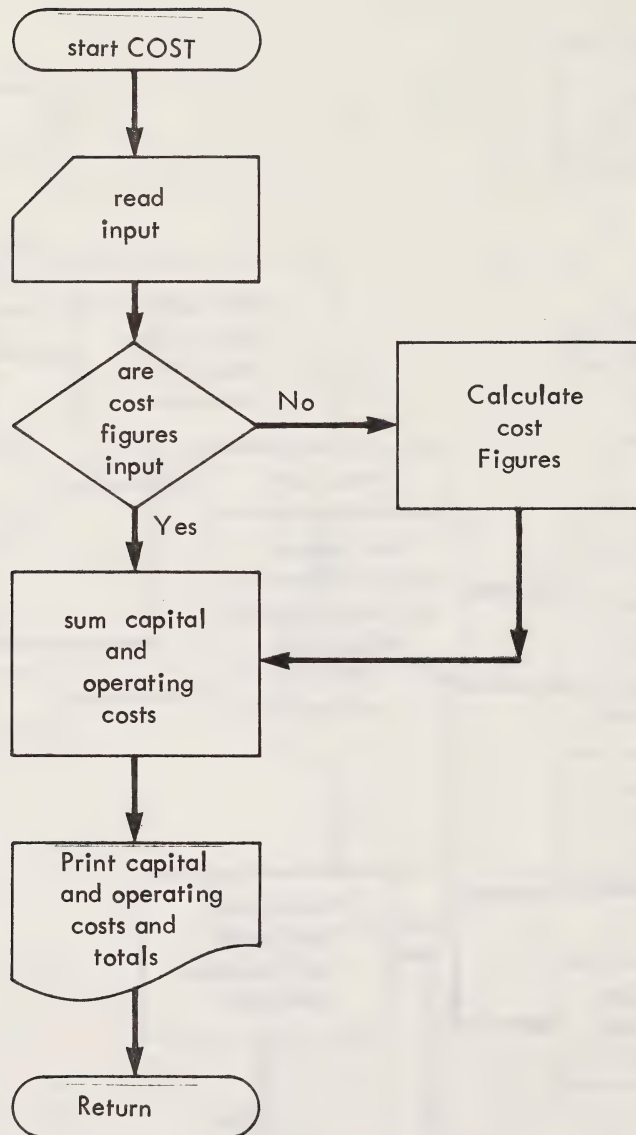 start COST
read
input
are
cost
figures
input
No
Yes
Calculate
cost
Figures
sum capital
and
operating
costs
Print capital
and operating
costs and
totals
Return